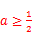 a ≥ 1/2